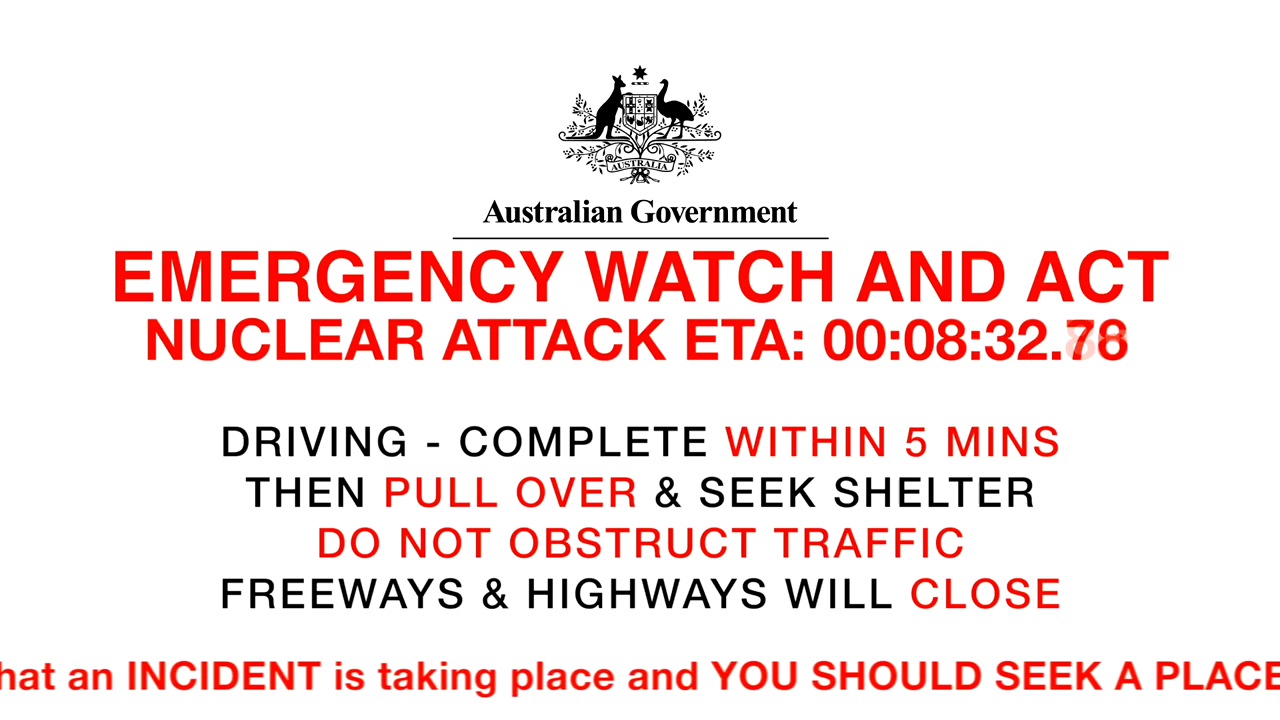 AUSTRALIA
Australian Government
EMERGENCY WATCH AND ACT
NUCLEAR ATTACK ETA: 00:08:32.78
DRIVING - COMPLETE WITHIN 5 MINS
THEN PULL OVER & SEEK SHELTER
DO NOT OBSTRUCT TRAFFIC
FREEWAYS & HIGHWAYS WILL CLOSE
hat an INCIDENT is taking place and YOU SHOULD SEEK A PLACE